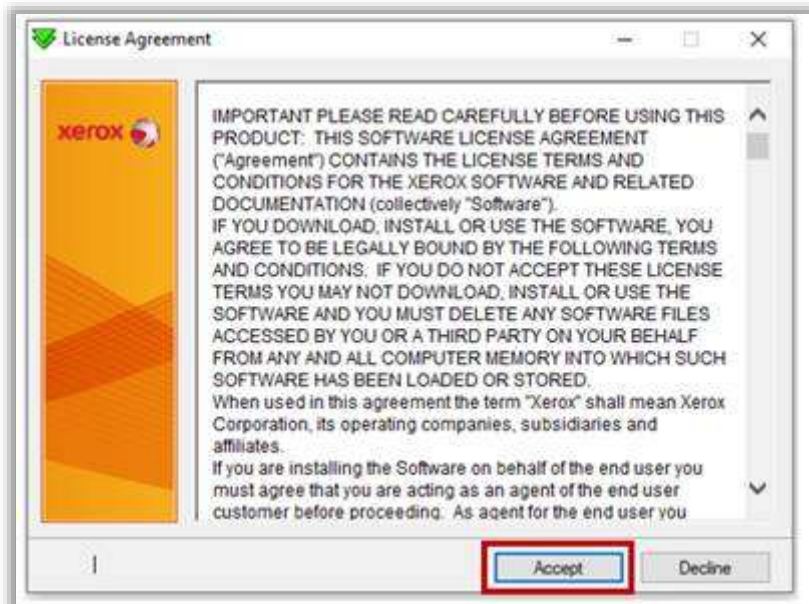 License Agreement
xerox
IMPORTANT PLEASE READ CAREFULLY BEFORE USING THIS
PRODUCT: THIS SOFTWARE LICENSE AGREEMENT
("Agreement") CONTAINS THE LICENSE TERMS AND
CONDITIONS FOR THE XEROX SOFTWARE AND RELATED
DOCUMENTATION (collectively "Software").
IF YOU DOWNLOAD, INSTALL OR USE THE SOFTWARE, YOU
AGREE TO BE LEGALLY BOUND BY THE FOLLOWING TERMS
AND CONDITIONS. IF YOU DO NOT ACCEPT THESE LICENSE
TERMS YOU MAY NOT DOWNLOAD, INSTALL OR USE THE
SOFTWARE AND YOU MUST DELETE ANY SOFTWARE FILES
ACCESSED BY YOU OR A THIRD PARTY ON YOUR BEHALF
FROM ANY AND ALL COMPUTER MEMORY INTO WHICH SUCH
SOFTWARE HAS BEEN LOADED OR STORED.
When used in this agreement the term "Xerox" shall mean Xerox
Corporation, its operating companies, subsidiaries and
affiliates.
If you are installing the Software on behalf of the end user you
must agree that you are acting as an agent of the end user
customer before proceeding. As agent for the end user you
Accept
Decline